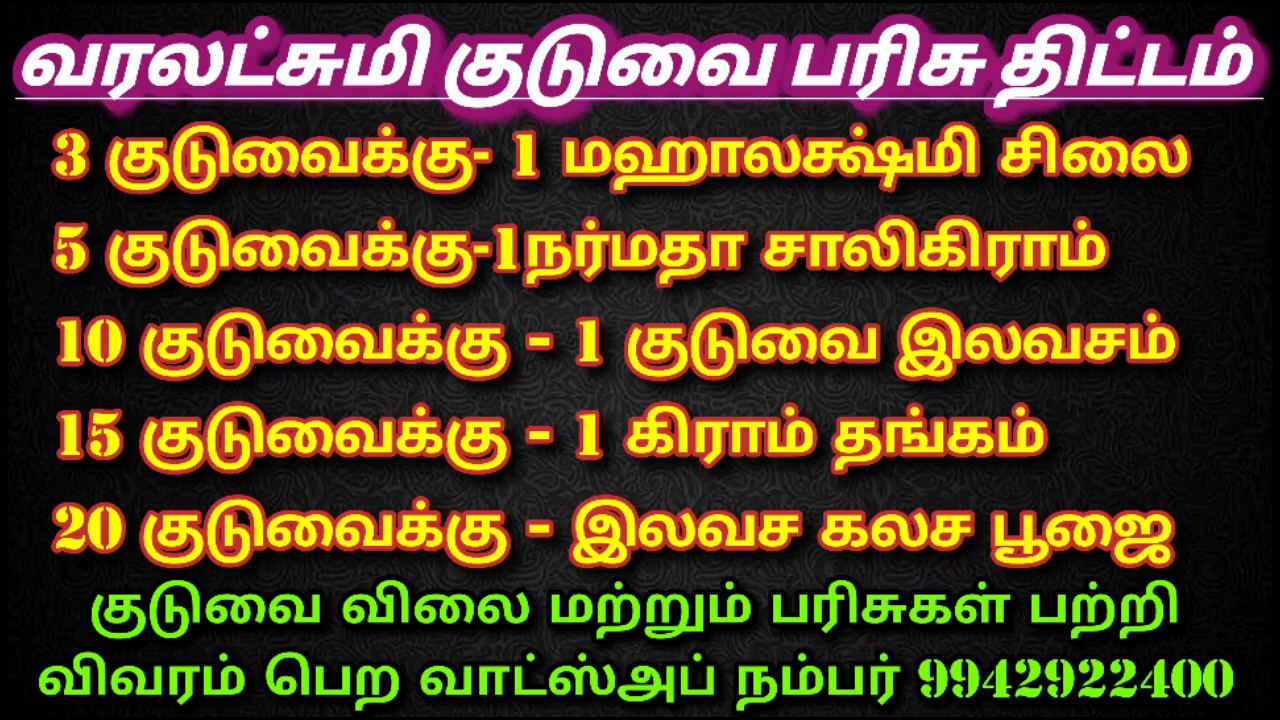 வரலட்சுமி குடுவை பரிசு திட்டம்
3 குடுவைக்கு- 1 மஹாலக்ஷ்மி சிலை
5 குடுவைக்கு-1நர்மதா சாலிகிராம்
10 குடுவைக்கு - 1 குடுவை இலவசம்
15 குடுவைக்கு - 1 கிராம் தங்கம்
20 குடுவைக்கு - இலவச கலச பூஜை
குடுவை விலை மற்றும் பரிசுகள் பற்றி
விவரம் பெற வாட்ஸ்அப் நம்பர் 9942922400